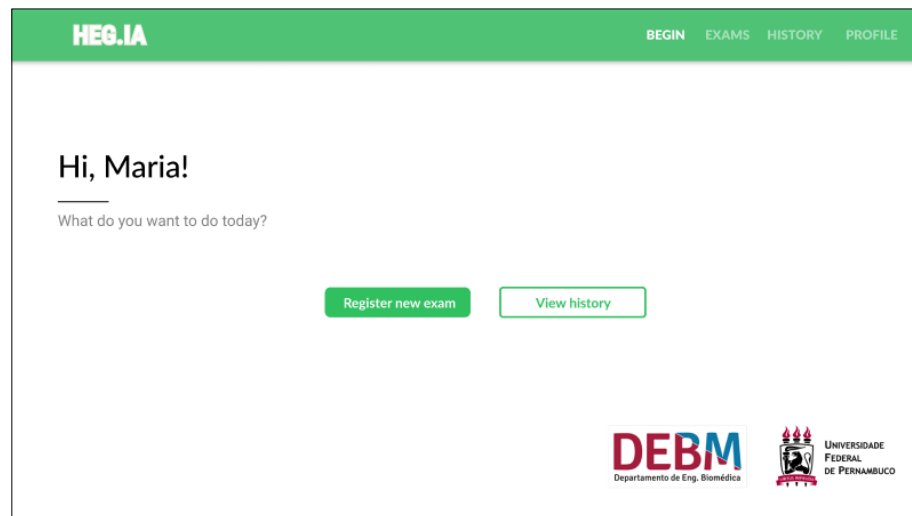 HEG.IA
BEGIN EXAMS HISTORY PROFILE
Hi, Maria!
What do you want to do today?
Register new exam View history
DEBM
Departamento de Eng. Biomédica
UNIVERSIDADE
FEDERAL
DE PERNAMBUCO